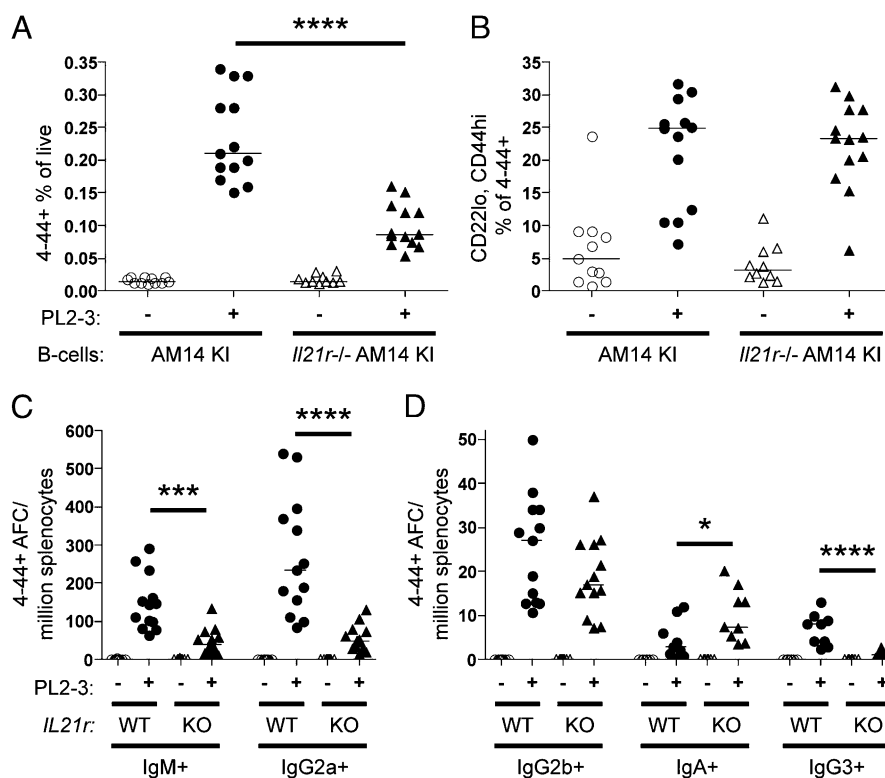 A
****
4-44+ % of live
0.35
0.30
0.25
0.20
0.15
0.10
0.05
0.00
PL2-3: - + - +
B-cells: AM14 KI Il21r-/- AM14 KI
B
CD22lo, CD44hi
% of 4-44+
35
30
25
20
15
10
5
0
- + - +
AM14 KI Il21r-/- AM14 KI
C
4-44+ AFC/
million splenocytes
600
500
400
300
200
100
0
***
****
PL2-3: - + - + - + - +
IL21r: WT KO WT KO
IgM+ IgG2a+
D
4-44+ AFC/
million splenocytes
50
40
30
20
10
0
*
****
- + - + - + - + - + - +
WT KO WT KO WT KO
IgG2b+ IgA+ IgG3+